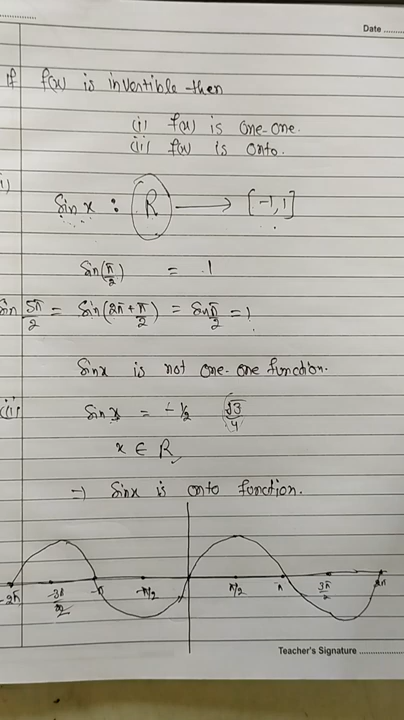 Date ........
If f(x) is invertible then
(i) f(x) is one-one.
(ii) f(x) is onto.
i)
Sin x : R → [-1,1]
Sin(π/2) = 1
Sin 5π/2 = Sin(2π + π/2) = Sin π/2 = 1
Sinx is not one-one function.
(ii) Sin x = -1/2 √3/4
x ∈ R
⇒ Sinx is onto function.
-2π -3π/2 -π -π/2 π/2 π 3π/2 2π
Teacher's Signature ..............